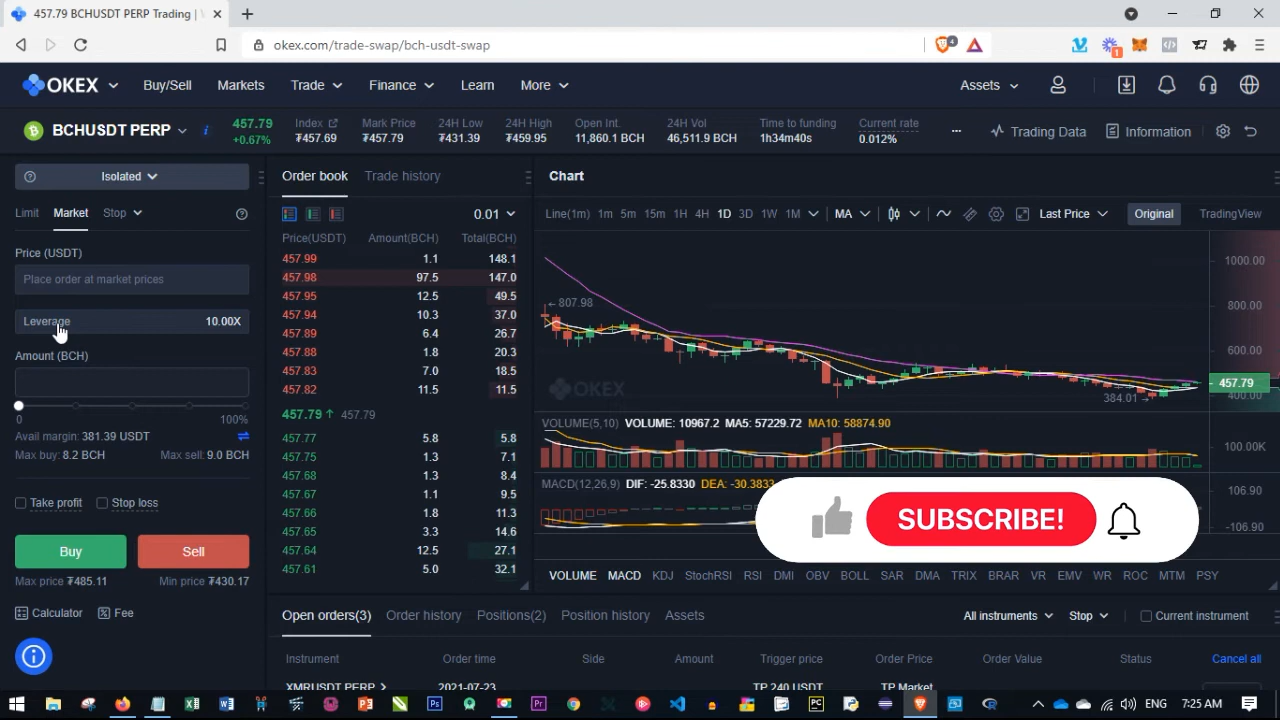 457.79 BCHUSDT PERP Trading |
okex.com/trade-swap/bch-usdt-swap
4
1
OKEX
Buy/Sell
Markets
Trade
Finance
Learn
More
Assets
BCHUSDT PERP
457.79
+0.67%
Index
₮457.69
Mark Price
₮457.79
24H Low
₮431.39
24H High
₮459.95
Open Int.
11,860.1 BCH
24H Vol
46,511.9 BCH
Time to funding
1h34m40s
Current rate
0.012%
Trading Data
Information
Isolated
Limit
Market
Stop
Price (USDT)
Place order at market prices
Leverage
10.00X
Amount (BCH)
0
100%
Avail margin: 381.39 USDT
Max buy: 8.2 BCH
Max sell: 9.0 BCH
Take profit
Stop loss
Buy
Sell
Max price ₮485.11
Min price ₮430.17
Calculator
Fee
Order book
Trade history
0.01
Price(USDT) Amount(BCH) Total(BCH)
457.99 1.1 148.1
457.98 97.5 147.0
457.95 12.5 49.5
457.94 10.3 37.0
457.89 6.4 26.7
457.88 1.8 20.3
457.83 7.0 18.5
457.82 11.5 11.5
457.79 ↑ 457.79
457.77 5.8 5.8
457.75 1.3 7.1
457.68 1.3 8.4
457.67 1.1 9.5
457.66 1.8 11.3
457.65 3.3 14.6
457.64 12.5 27.1
457.61 5.0 32.1
Chart
Line(1m) 1m 5m 15m 1H 4H 1D 3D 1W 1M
MA
Last Price
Original
TradingView
1000.00
← 807.98
800.00
600.00
OKEX
457.79
384.01 →
400.00
VOLUME(5,10) VOLUME: 10967.2 MA5: 57229.72 MA10: 58874.90
100.00K
MACD(12,26,9) DIF: -25.8330 DEA: -30.3833
106.90
-106.90
SUBSCRIBE!
VOLUME MACD KDJ StochRSI RSI DMI OBV BOLL SAR DMA TRIX BRAR VR EMV WR ROC MTM PSY
Open orders(3)
Order history
Positions(2)
Position history
Assets
All instruments
Stop
Current instrument
Instrument Order time Side Amount Trigger price Order Price Order Value Status Cancel all
XMRUSDT PERP 2021-07-23 TP 240 USDT TP Market
ENG
7:25 AM